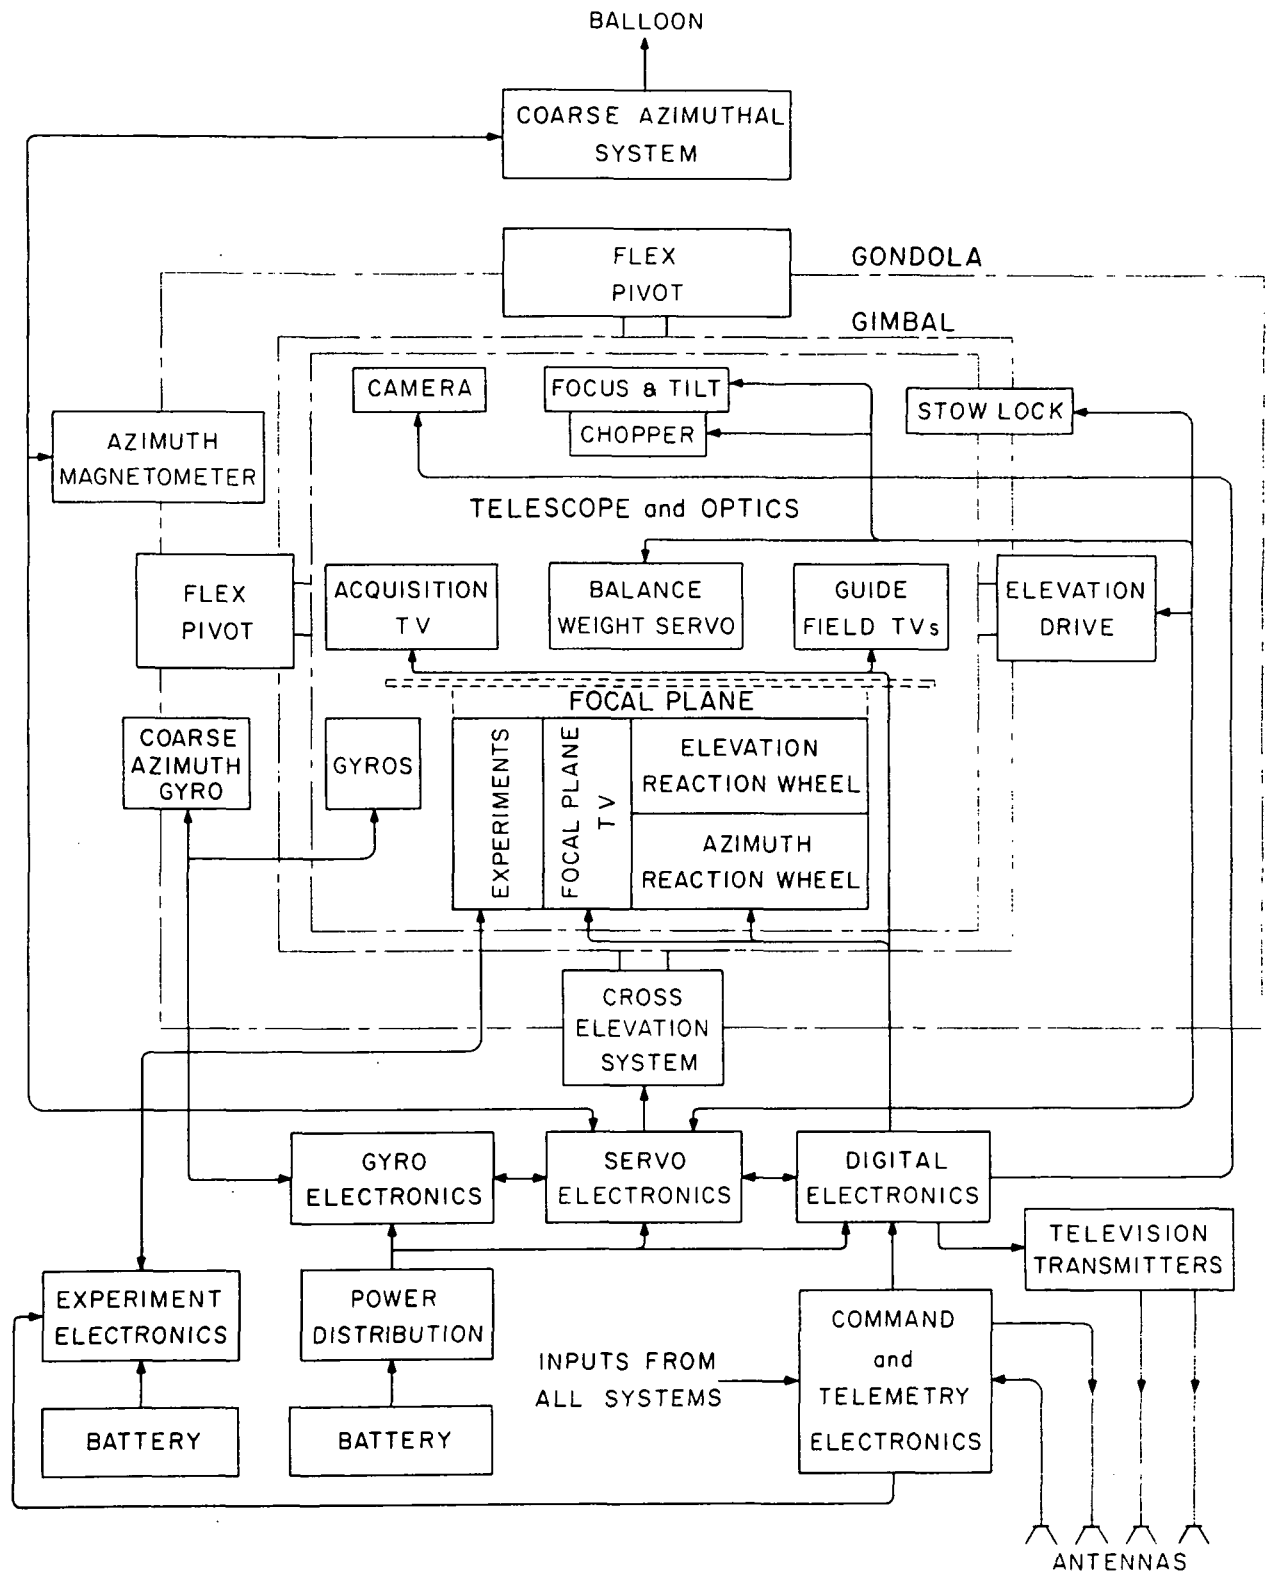 BALLOON
COARSE AZIMUTHAL
SYSTEM
FLEX
PIVOT
GONDOLA
GIMBAL
CAMERA
FOCUS & TILT
CHOPPER
STOW LOCK
AZIMUTH
MAGNETOMETER
TELESCOPE and OPTICS
FLEX
PIVOT
ACQUISITION
TV
BALANCE
WEIGHT SERVO
GUIDE
FIELD TVs
ELEVATION
DRIVE
FOCAL PLANE
COARSE
AZIMUTH
GYRO
GYROS
EXPERIMENTS
FOCAL PLANE
TV
ELEVATION
REACTION WHEEL
AZIMUTH
REACTION WHEEL
CROSS
ELEVATION
SYSTEM
GYRO
ELECTRONICS
SERVO
ELECTRONICS
DIGITAL
ELECTRONICS
TELEVISION
TRANSMITTERS
EXPERIMENT
ELECTRONICS
POWER
DISTRIBUTION
INPUTS FROM
ALL SYSTEMS
COMMAND
and
TELEMETRY
ELECTRONICS
BATTERY
BATTERY
ANTENNAS